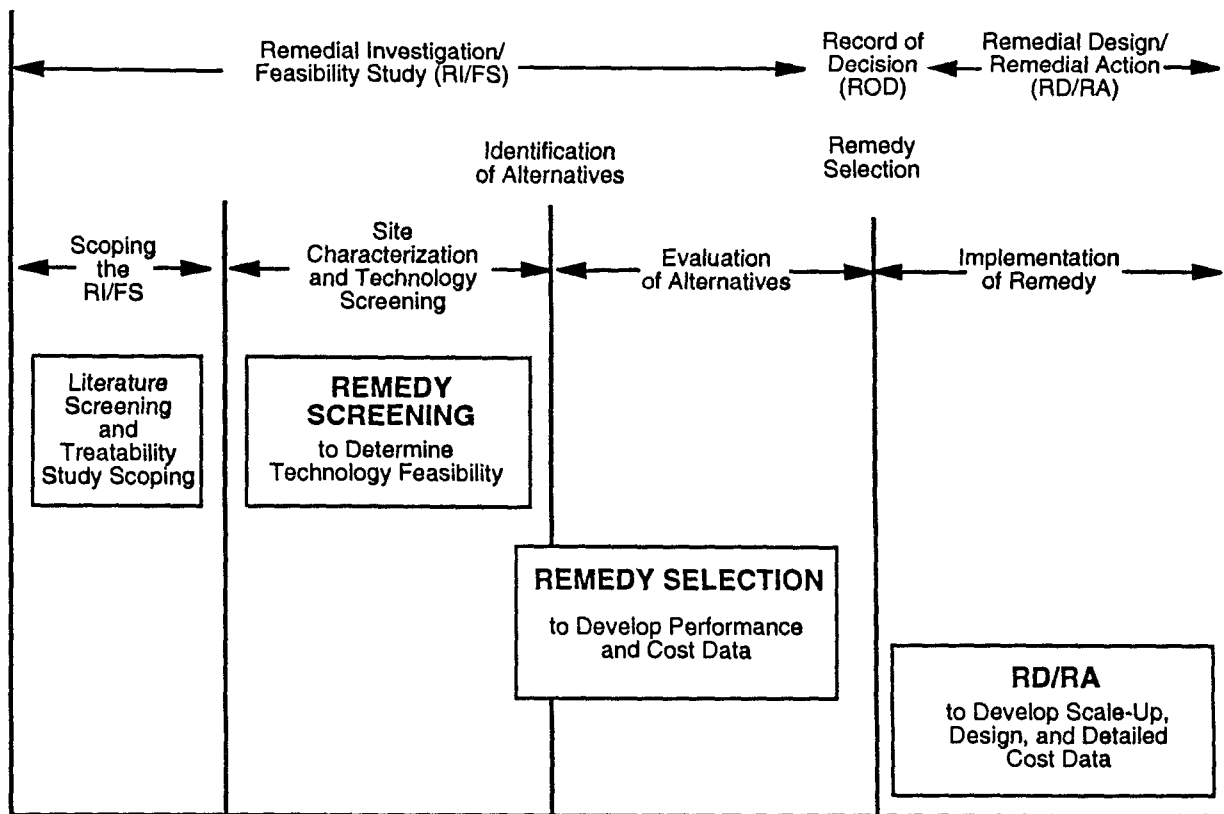 Remedial Investigation/
Feasibility Study (RI/FS)
Record of
Decision
(ROD)
Remedial Design/
Remedial Action
(RD/RA)
Identification
of Alternatives
Remedy
Selection
Scoping
the
RI/FS
Site
Characterization
and Technology
Screening
Evaluation
of Alternatives
Implementation
of Remedy
Literature
Screening
and
Treatability
Study Scoping
REMEDY
SCREENING
to Determine
Technology Feasibility
REMEDY SELECTION
to Develop Performance
and Cost Data
RD/RA
to Develop Scale-Up,
Design, and Detailed
Cost Data